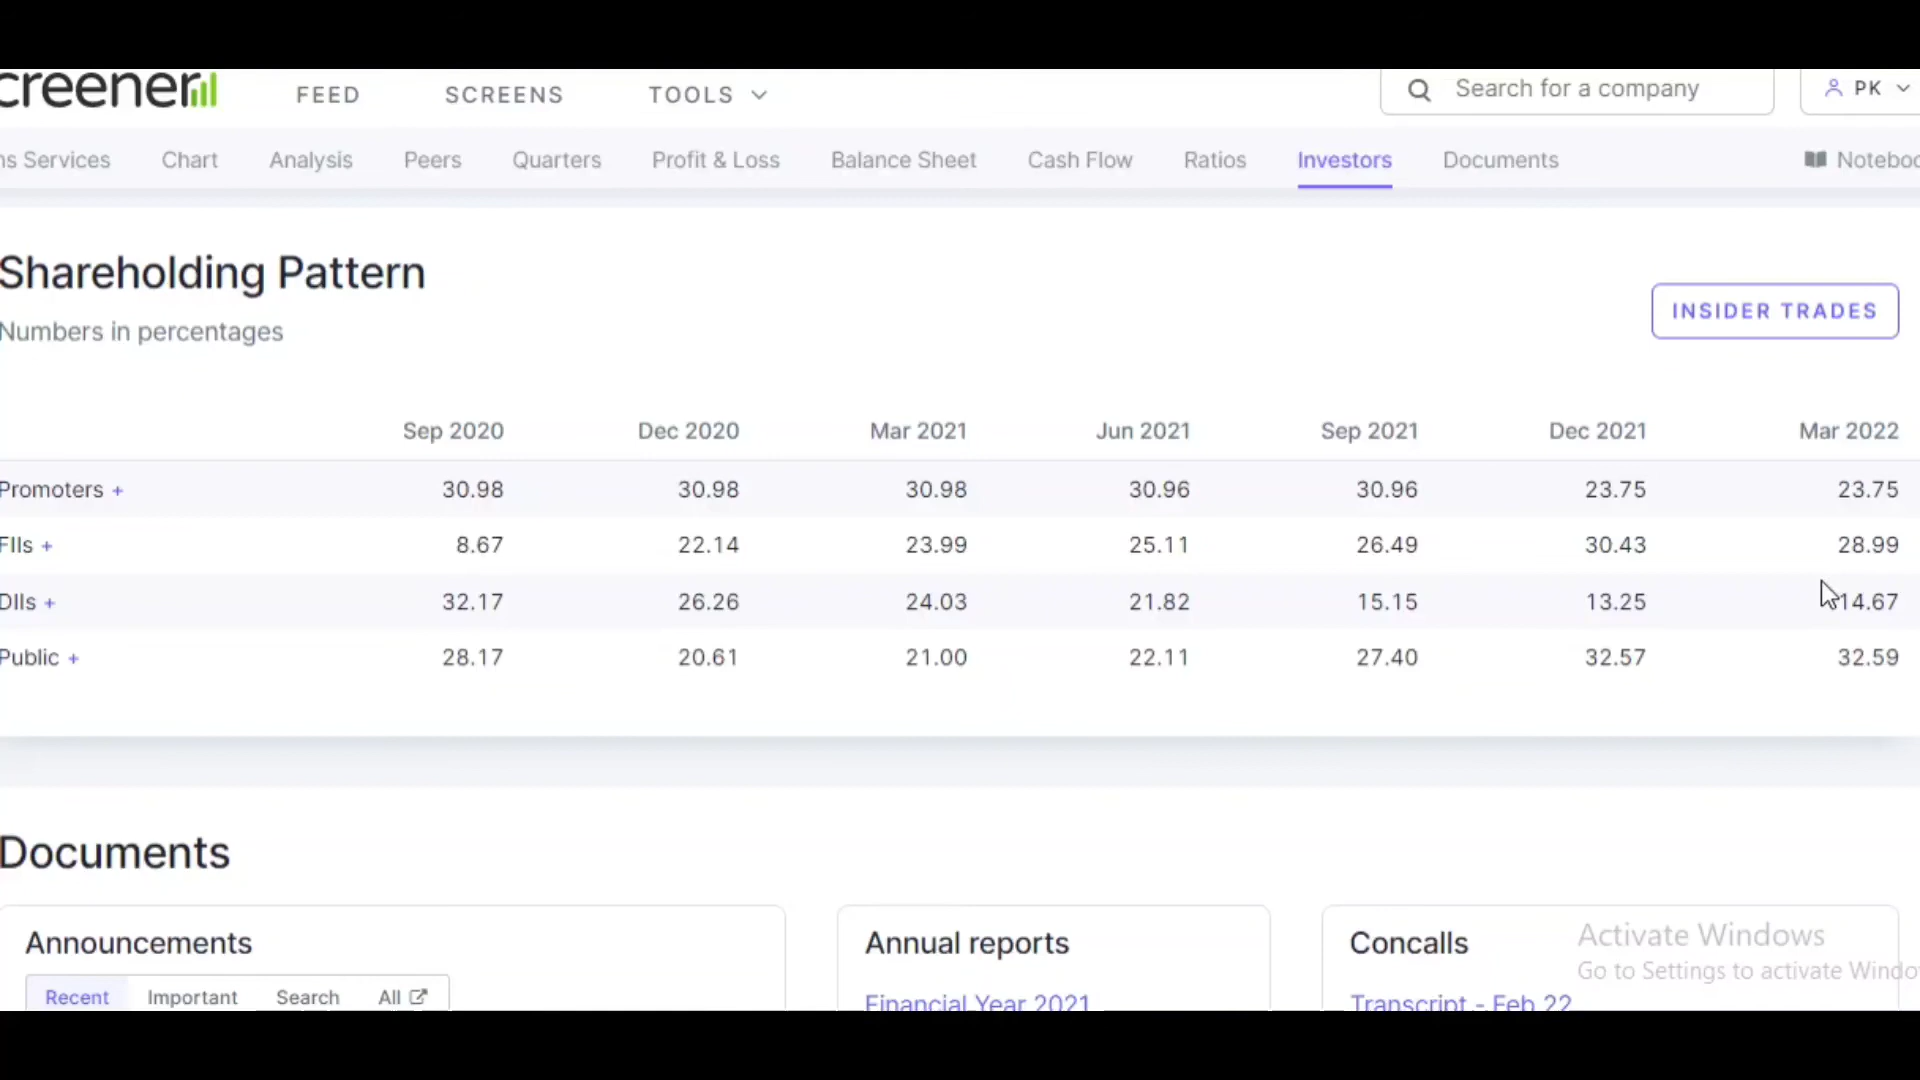 creener
FEED SCREENS TOOLS
Search for a company
PK
ns Services Chart Analysis Peers Quarters Profit & Loss Balance Sheet Cash Flow Ratios Investors Documents Noteboo
Shareholding Pattern
Numbers in percentages
INSIDER TRADES
Sep 2020 Dec 2020 Mar 2021 Jun 2021 Sep 2021 Dec 2021 Mar 2022
Promoters + 30.98 30.98 30.98 30.96 30.96 23.75 23.75
FIIs + 8.67 22.14 23.99 25.11 26.49 30.43 28.99
DIIs + 32.17 26.26 24.03 21.82 15.15 13.25 14.67
Public + 28.17 20.61 21.00 22.11 27.40 32.57 32.59
Documents
Announcements
Recent Important Search All
Annual reports
Financial Year 2021
Concalls
Transcript - Feb 22
Activate Windows
Go to Settings to activate Windo